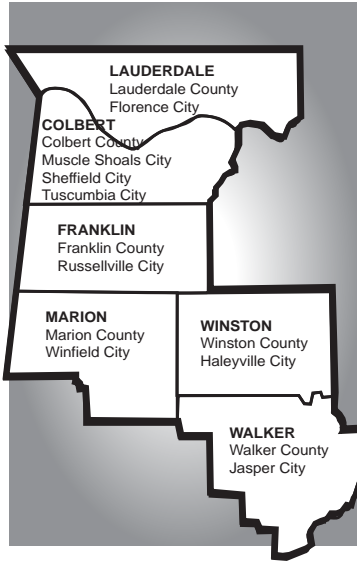 LAUDERDALE
Lauderdale County
Florence City
COLBERT
Colbert County
Muscle Shoals City
Sheffield City
Tuscumbia City
FRANKLIN
Franklin County
Russellville City
MARION
Marion County
Winfield City
WINSTON
Winston County
Haleyville City
WALKER
Walker County
Jasper City